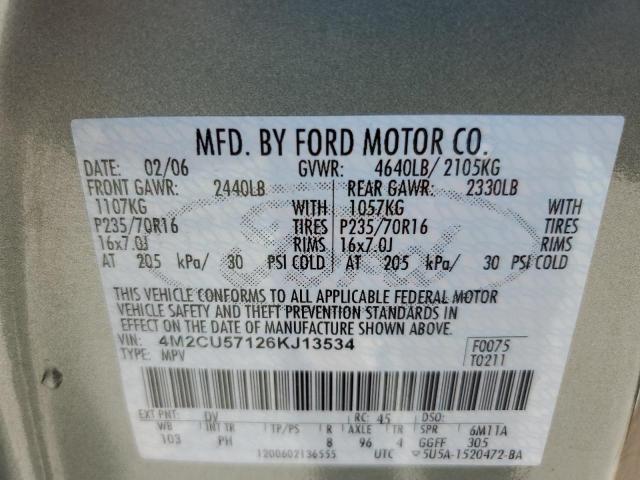 MFD. BY FORD MOTOR CO.
DATE: 02/06 GVWR: 4640LB/ 2105KG
FRONT GAWR: 2440LB REAR GAWR: 2330LB
1107KG WITH 1057KG WITH
P235/70R16 TIRES P235/70R16 TIRES
16x7.0J RIMS 16x7.0J RIMS
AT 205 kPa/ 30 PSI COLD AT 205 kPa/ 30 PSI COLD
THIS VEHICLE CONFORMS TO ALL APPLICABLE FEDERAL MOTOR
VEHICLE SAFETY AND THEFT PREVENTION STANDARDS IN
EFFECT ON THE DATE OF MANUFACTURE SHOWN ABOVE.
VIN: 4M2CU57126KJ13534 F0075
TYPE: MPV T0211
EXT PNT: DV RC: 45 DSO:
WB INT TR TP/PS R AXLE TR SPR 6M11A
103 PH 8 96 4 GGFF 305
1200602136555 UTC 5U5A-1520472-BA